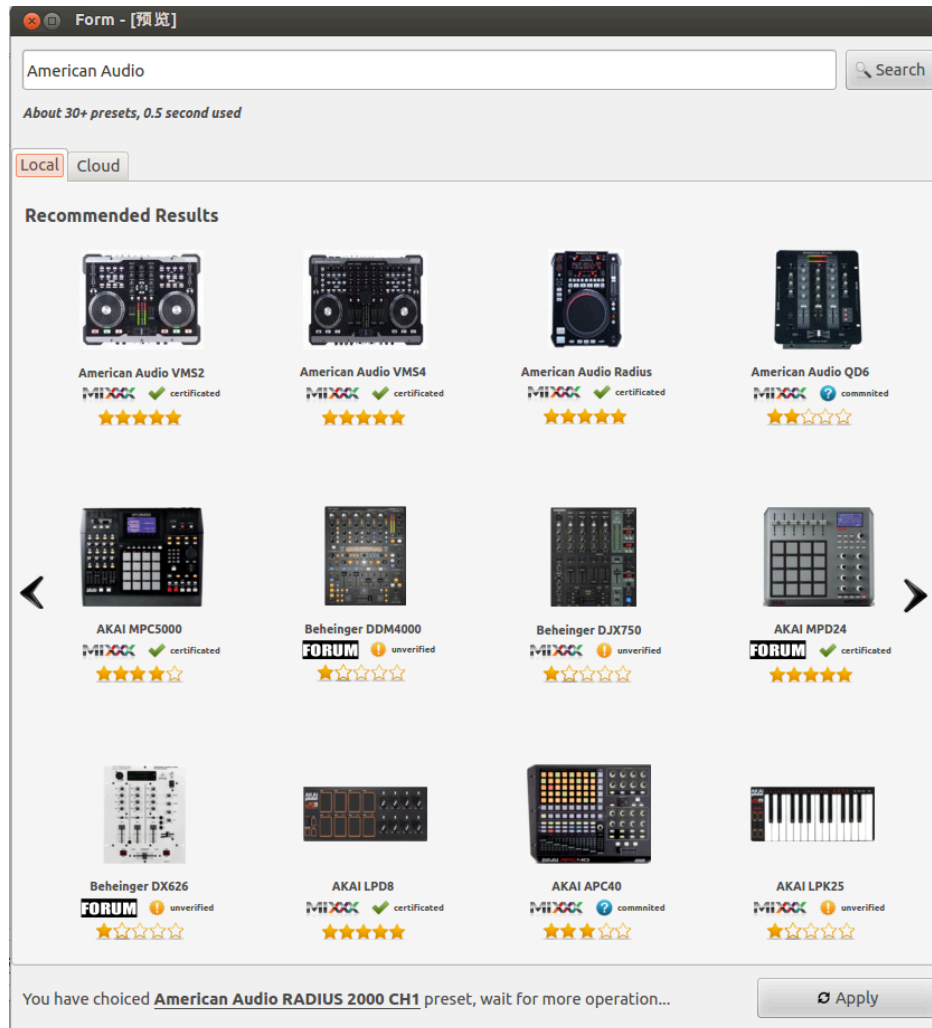 Form - [预览]
American Audio
Search
About 30+ presets, 0.5 second used
Local Cloud
Recommended Results
American Audio VMS2 American Audio VMS4 American Audio Radius American Audio QD6
MIXXX certificated MIXXX certificated MIXXX certificated MIXXX commnited
AKAI MPC5000 Beheinger DDM4000 Beheinger DJX750 AKAI MPD24
MIXXX certificated FORUM unverified MIXXX unverified FORUM certificated
Beheinger DX626 AKAI LPD8 AKAI APC40 AKAI LPK25
FORUM unverified MIXXX certificated MIXXX commnited MIXXX unverified
You have choiced American Audio RADIUS 2000 CH1 preset, wait for more operation...
Apply